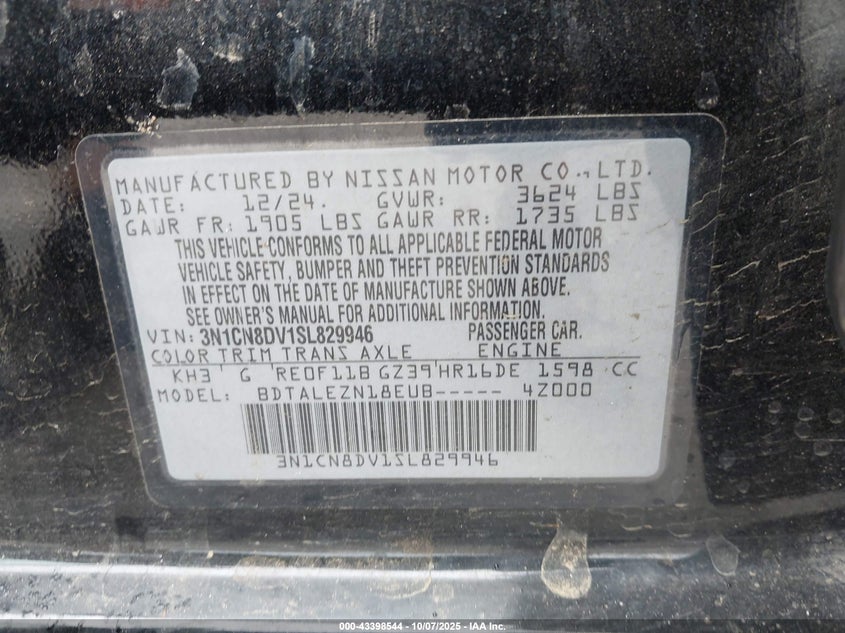 MANUFACTURED BY NISSAN MOTOR CO., LTD.
DATE: 12/24. GVWR: 3624 LBS
GAWR FR: 1905 LBS GAWR RR: 1735 LBS
THIS VEHICLE CONFORMS TO ALL APPLICABLE FEDERAL MOTOR
VEHICLE SAFETY, BUMPER AND THEFT PREVENTION STANDARDS
IN EFFECT ON THE DATE OF MANUFACTURE SHOWN ABOVE.
SEE OWNER'S MANUAL FOR ADDITIONAL INFORMATION.
VIN: 3N1CN8DV1SL829946 PASSENGER CAR.
COLOR TRIM TRANS AXLE ENGINE
KH3 G RE0F11B GZ39 HR16DE 1598 CC
MODEL: BDTALEZN18EUB----- 4Z000
3N1CN8DV1SL829946
000-43398544 | 10/07/2025 - IAA Inc.